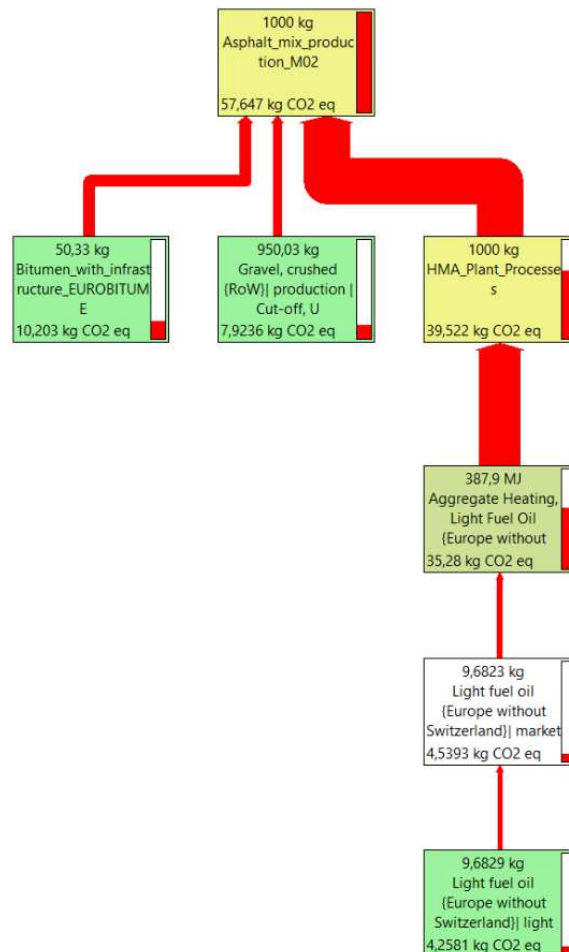 1000 kg
Asphalt_mix_produc
tion_M02
57,647 kg CO2 eq
50,33 kg
Bitumen_with_infrast
ructure_EUROBITUM
E
10,203 kg CO2 eq
950,03 kg
Gravel, crushed
{RoW}| production |
Cut-off, U
7,9236 kg CO2 eq
1000 kg
HMA_Plant_Processe
s
39,522 kg CO2 eq
387,9 MJ
Aggregate Heating,
Light Fuel Oil
{Europe without
35,28 kg CO2 eq
9,6823 kg
Light fuel oil
{Europe without
Switzerland}| market
4,5393 kg CO2 eq
9,6829 kg
Light fuel oil
{Europe without
Switzerland}| light
4,2581 kg CO2 eq